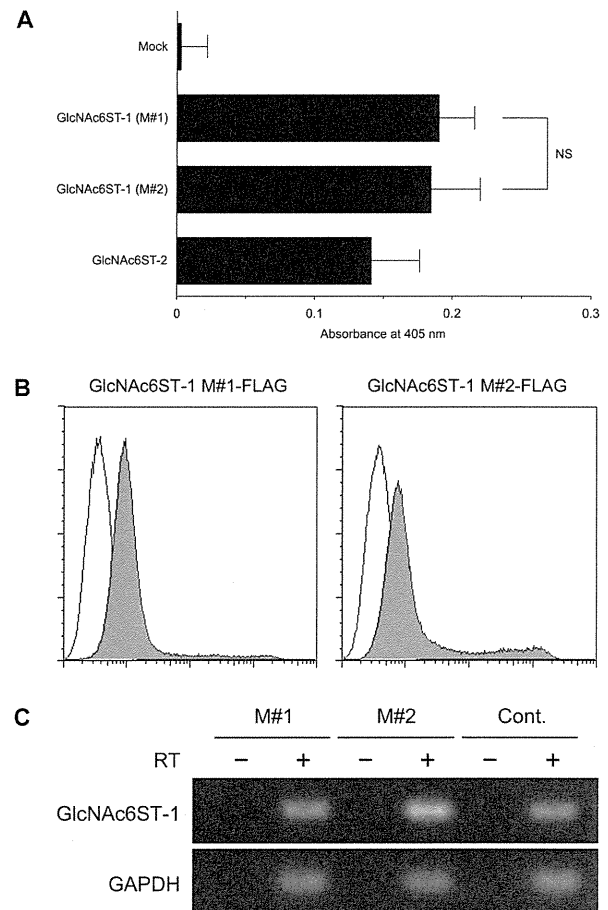 A
Mock
GlcNAc6ST-1 (M#1)
GlcNAc6ST-1 (M#2)
NS
GlcNAc6ST-2
0 0.1 0.2 0.3
Absorbance at 405 nm
B
GlcNAc6ST-1 M#1-FLAG GlcNAc6ST-1 M#2-FLAG
C
M#1 M#2 Cont.
RT − + − + − +
GlcNAc6ST-1
GAPDH